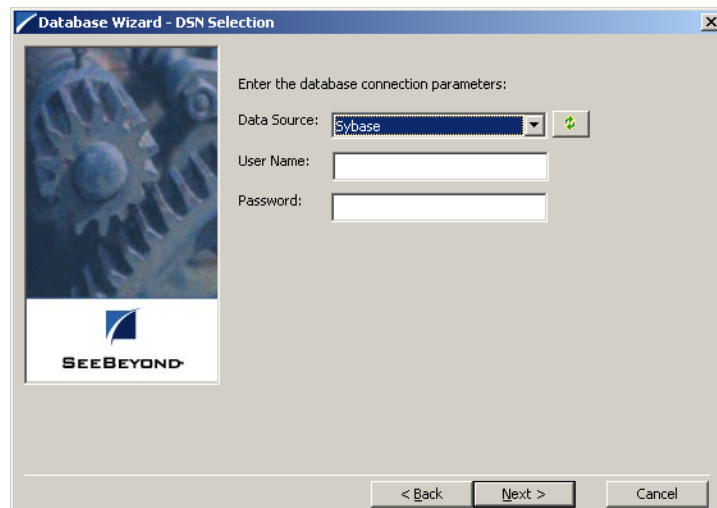 Database Wizard - DSN Selection
Enter the database connection parameters:
Data Source: Sybase
User Name:
Password:
SEEBEYOND
< Back Next > Cancel